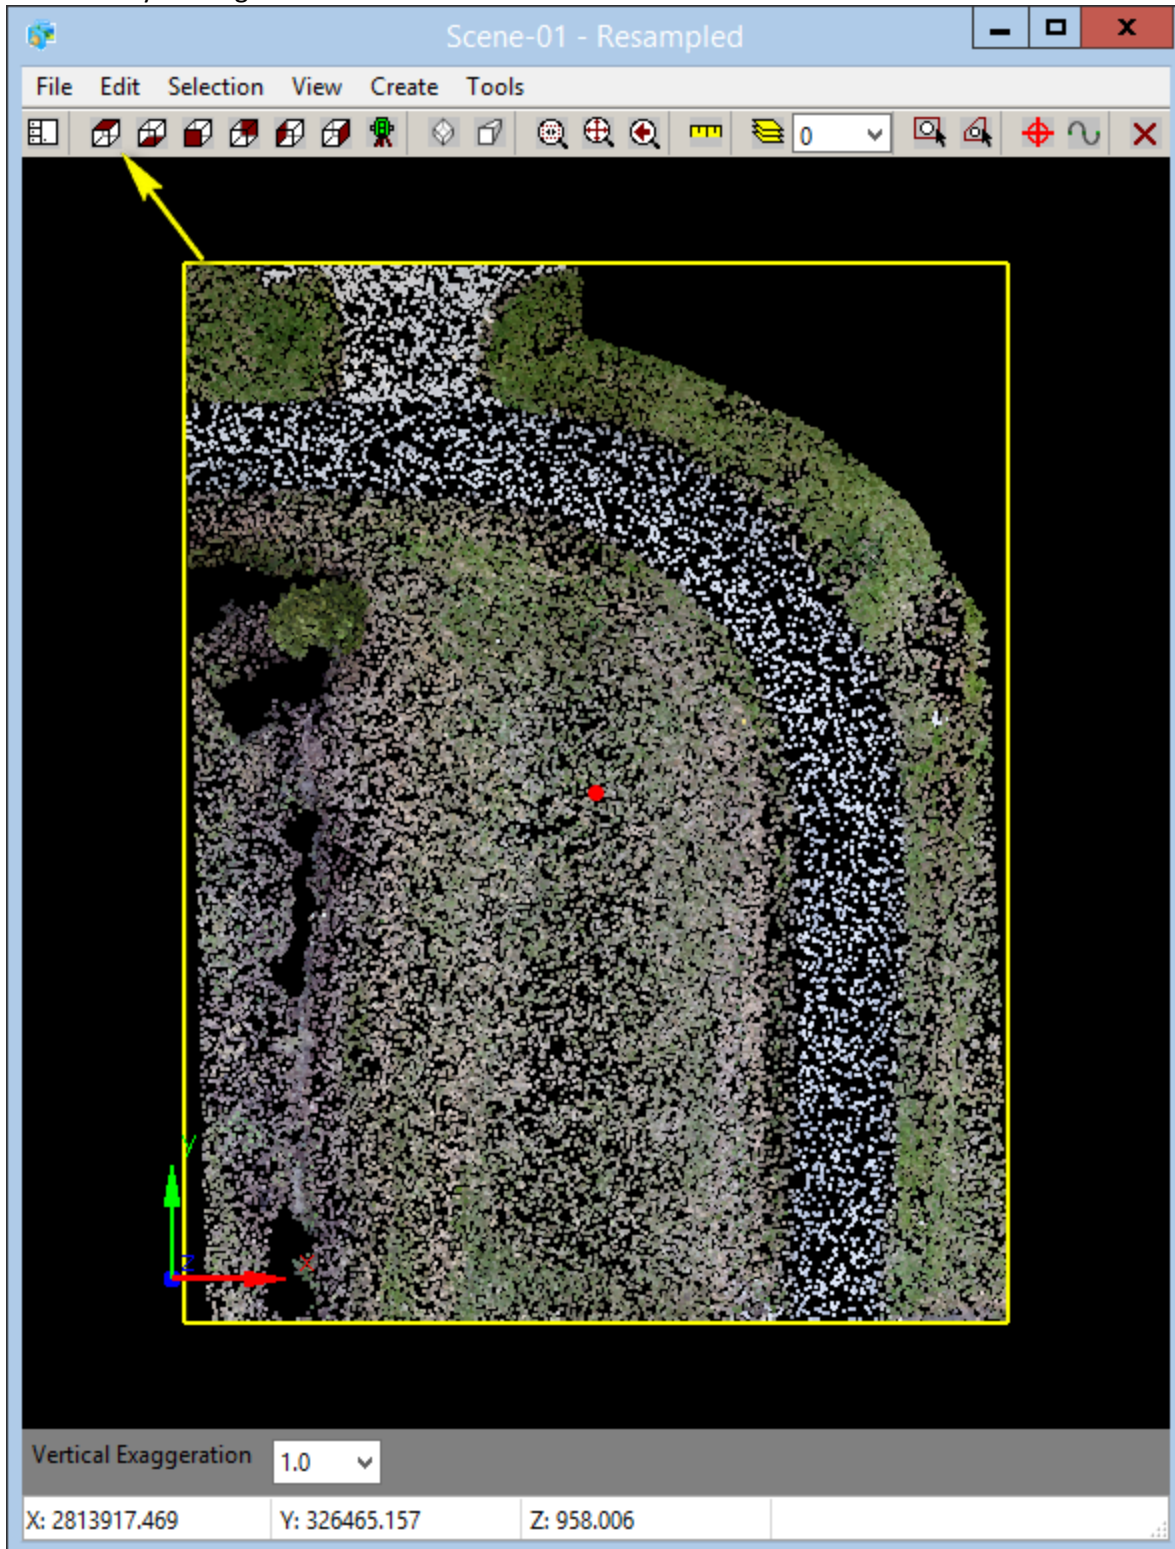 Scene-01 - Resampled
File Edit Selection View Create Tools
0
y
z x
Vertical Exaggeration 1.0
X: 2813917.469 Y: 326465.157 Z: 958.006